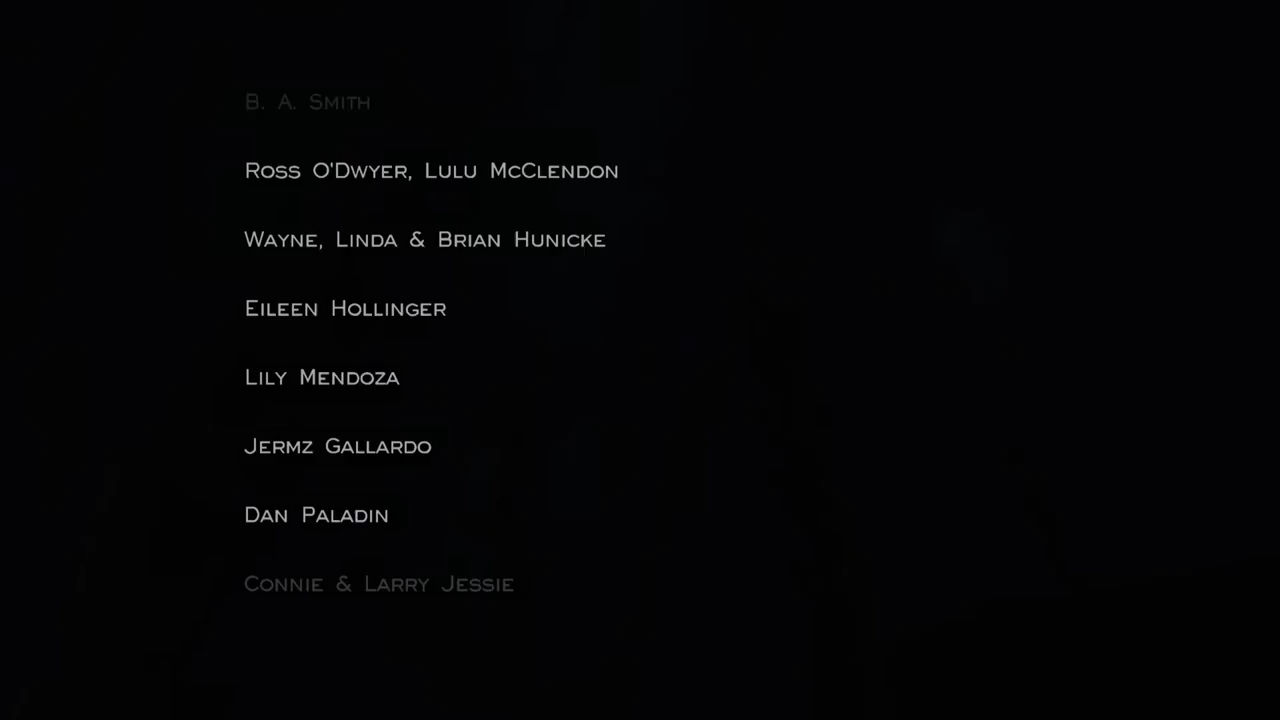 B. A. Smith
Ross O'Dwyer, Lulu McClendon
Wayne, Linda & Brian Hunicke
Eileen Hollinger
Lily Mendoza
Jermz Gallardo
Dan Paladin
Connie & Larry Jessie